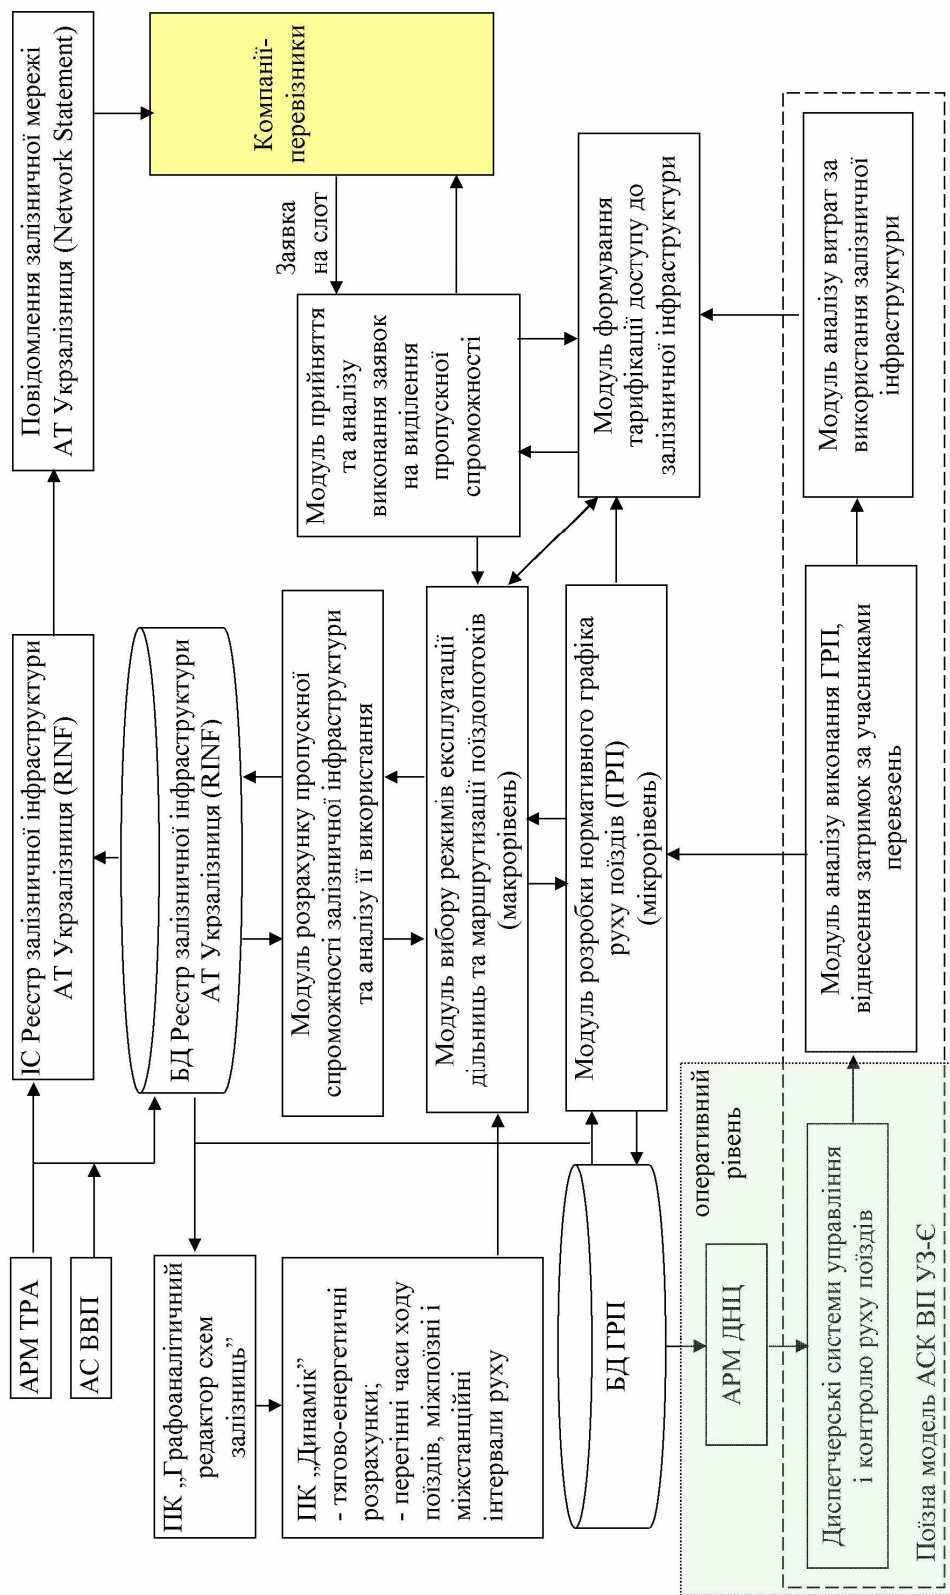 АРМ ТРА
АС ВВП
ІС Реєстр залізничної інфраструктури
АТ Укрзалізниця (RINF)
Повідомлення залізничної мережі
АТ Укрзалізниця (Network Statement)
БД Реєстр залізничної інфраструктури
АТ Укрзалізниця (RINF)
Компанії-
перевізники
Заявка
на слот
ПК „Графоаналітичний
редактор схем
залізниць”
Модуль розрахунку пропускної
спроможності залізничної інфраструктури
та аналізу її використання
Модуль прийняття
та аналізу
виконання заявок
на виділення
пропускної
спроможності
ПК „Динамік”
- тягово-енергетичні
розрахунки;
- перегінні часи ходу
поїздів, міжпоїзні і
міжстанційні
інтервали руху
Модуль вибору режимів експлуатації
дільниць та маршрутизації поїздопотоків
(макрорівень)
БД ГРП
Модуль розробки нормативного графіка
руху поїздів (ГРП)
(мікрорівень)
Модуль формування
тарифікації доступу до
залізничної інфраструктури
оперативний
рівень
АРМ ДНЦ
Диспетчерські системи управління
і контролю руху поїздів
Модуль аналізу виконання ГРП,
віднесення затримок за учасниками
перевезень
Модуль аналізу витрат за
використання залізничної
інфраструктури
Поїзна модель АСК ВП УЗ-Є